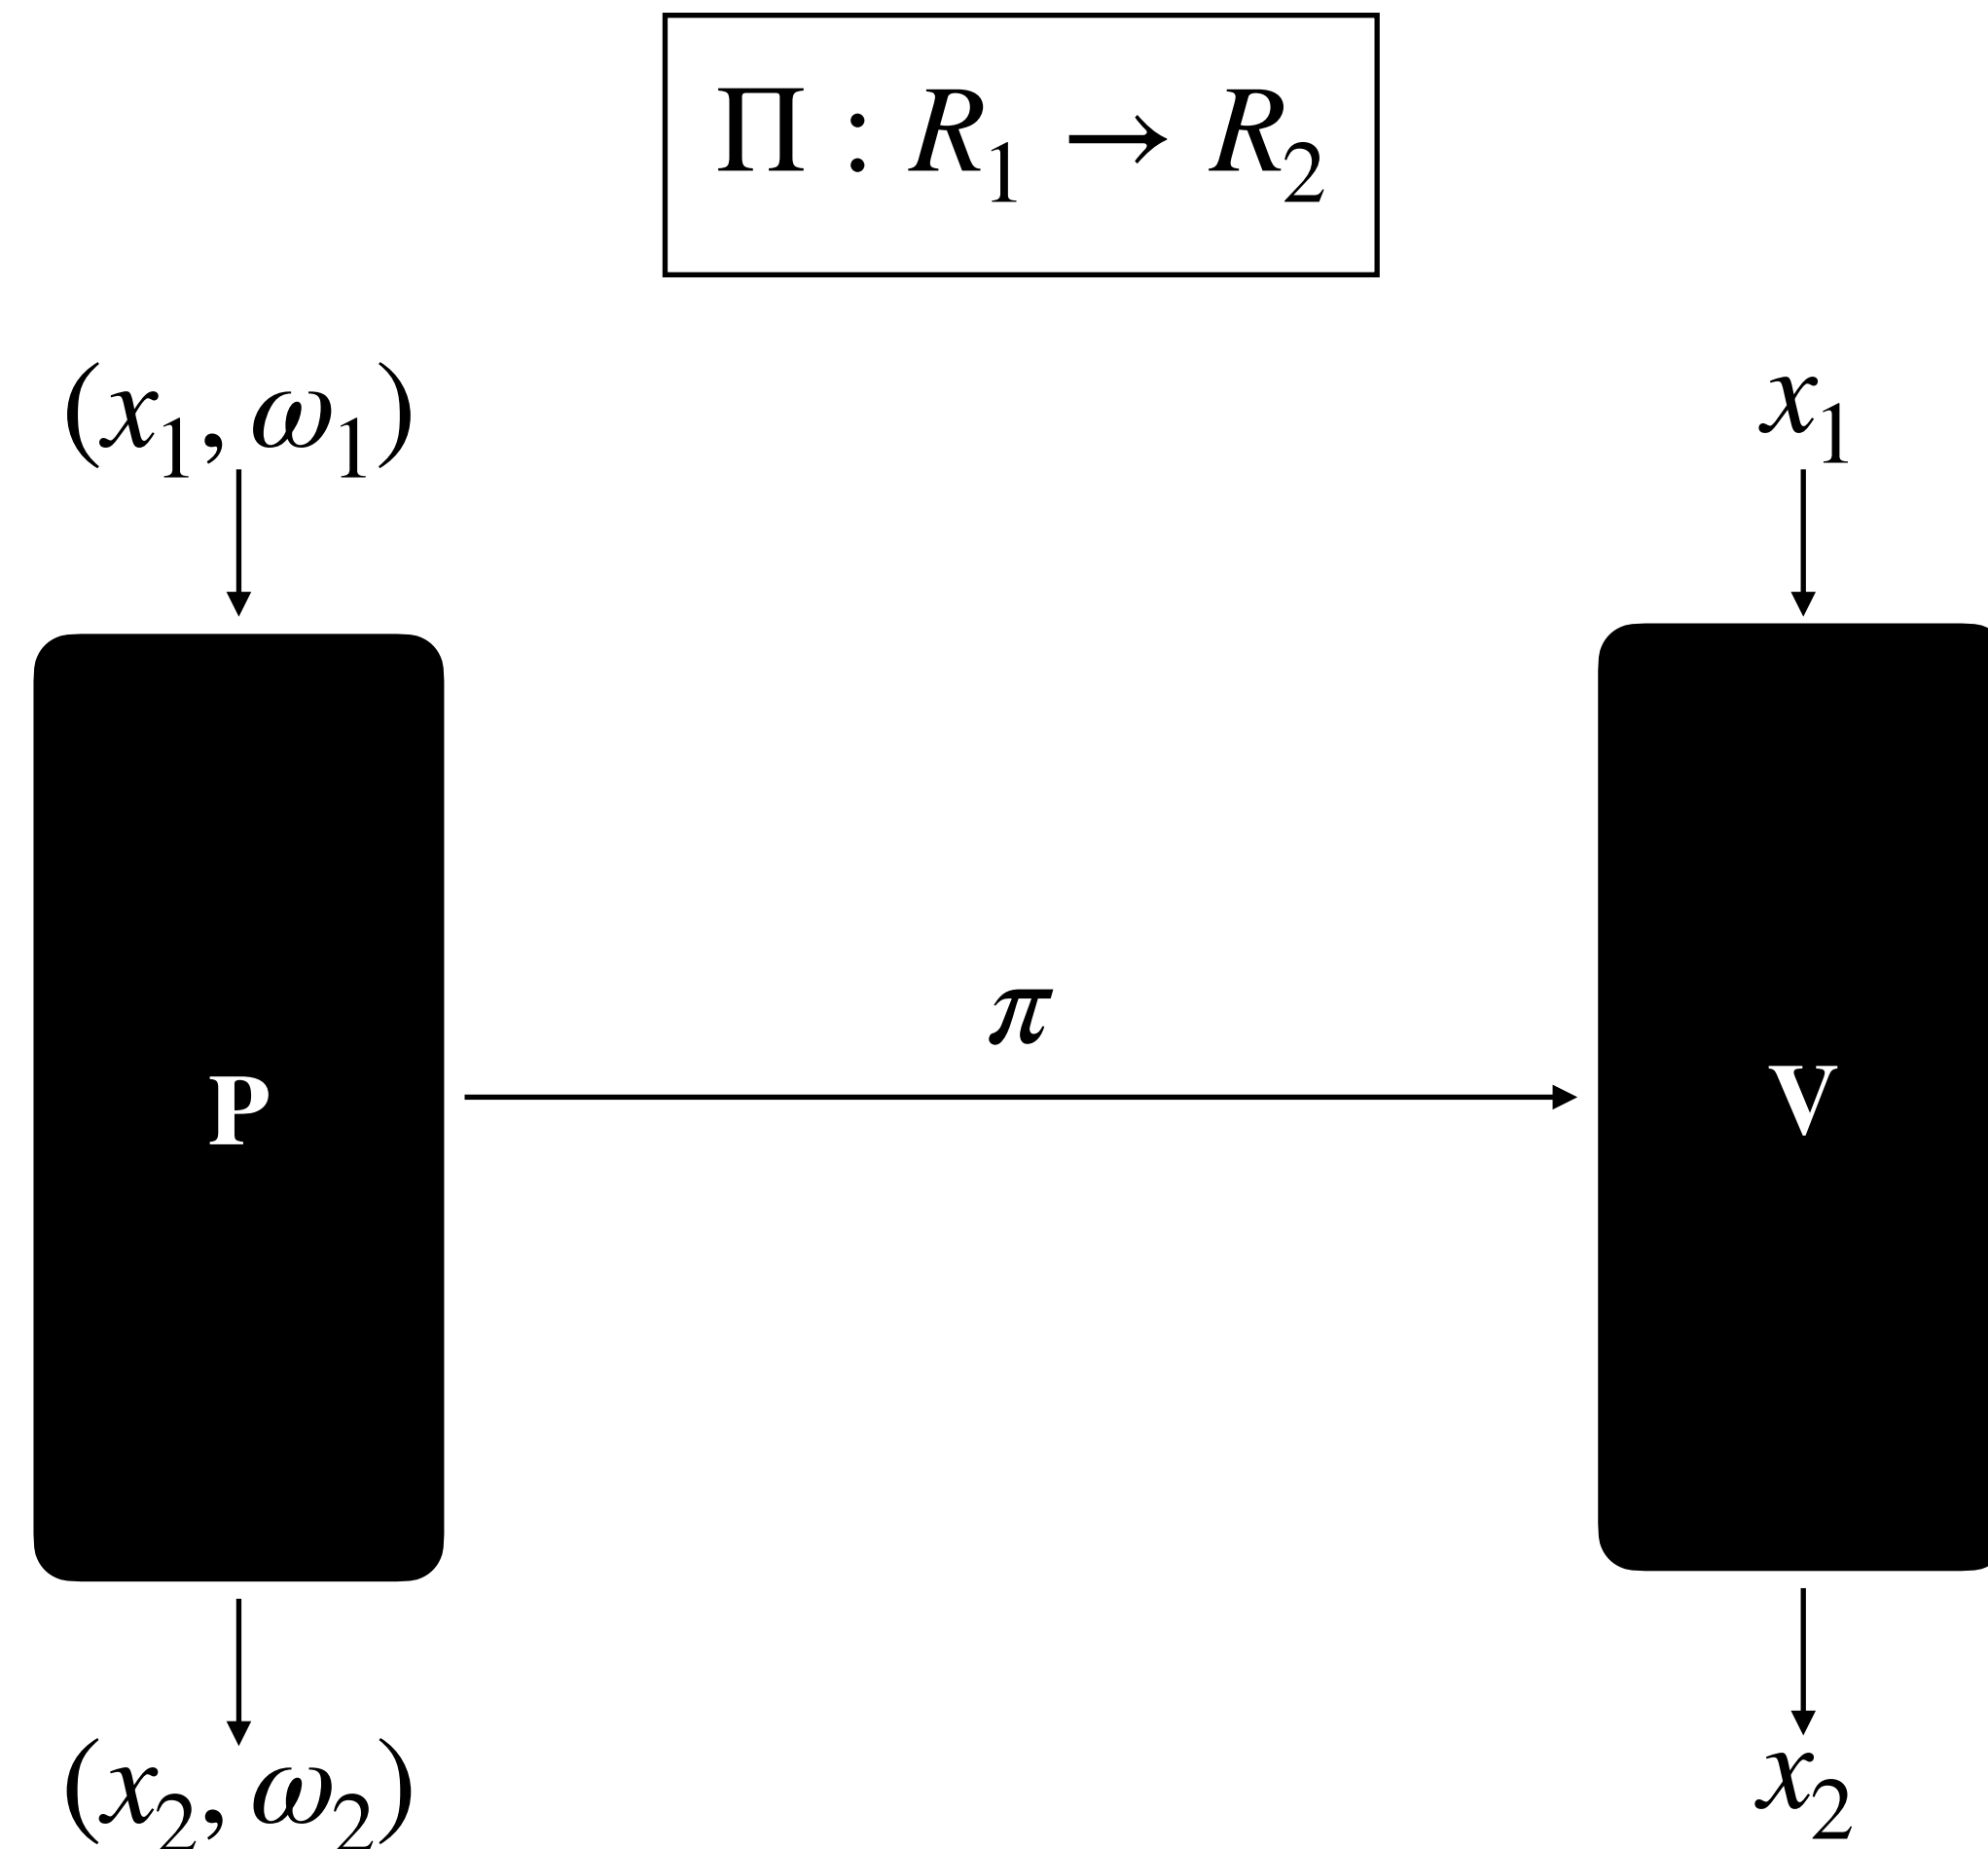 Π : R₁ → R₂
(x₁, ω₁)
x₁
π
P
V
(x₂, ω₂)
x₂